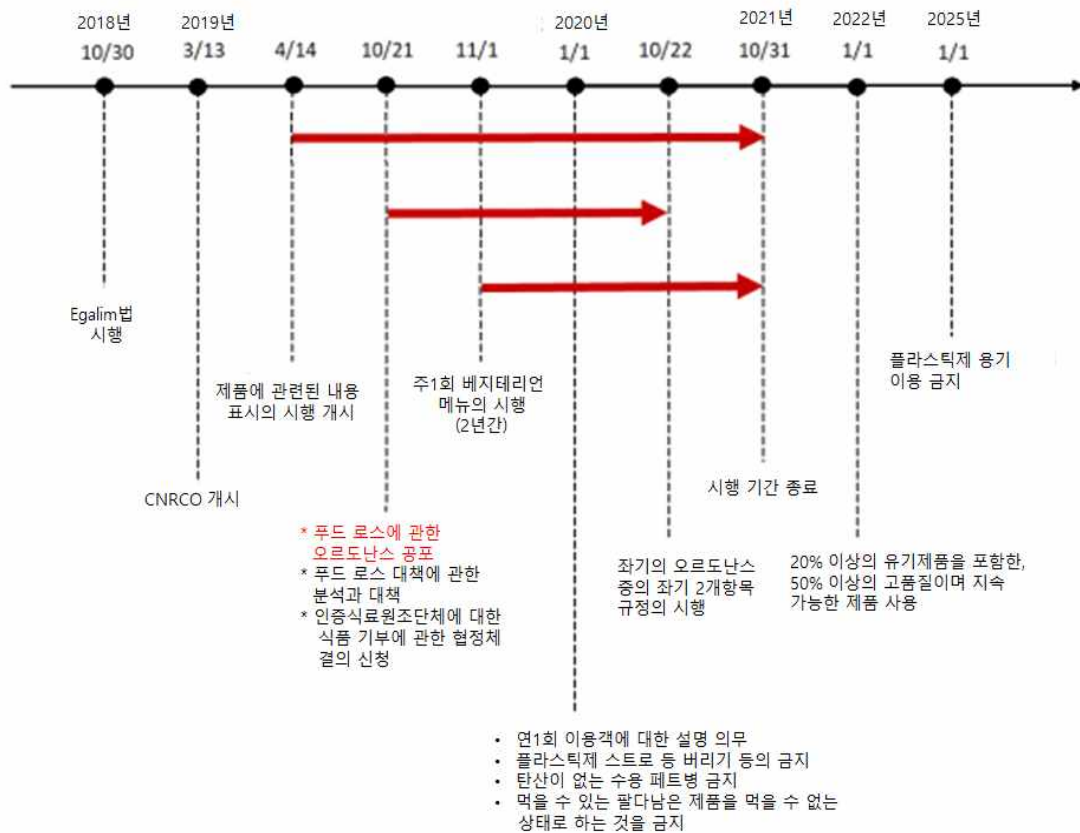 2018년 2019년 2020년 2021년 2022년 2025년
10/30 3/13 4/14 10/21 11/1 1/1 10/22 10/31 1/1 1/1
Egalim법
시행
제품에 관련된 내용
표시의 시행 개시
주1회 베지테리언
메뉴의 시행
(2년간)
플라스틱제 용기
이용 금지
CNRCO 개시
시행 기간 종료
* 푸드 로스에 관한
오르도난스 공포
* 푸드 로스 대책에 관한
분석과 대책
* 인증식료원조단체에 대한
식품 기부에 관한 협정체
결의 신청
좌기의 오르도난스
중의 좌기 2개항목
규정의 시행
20% 이상의 유기제품을 포함한,
50% 이상의 고품질이며 지속
가능한 제품 사용
• 연1회 이용객에 대한 설명 의무
• 플라스틱제 스트로 등 버리기 등의 금지
• 탄산이 없는 수용 페트병 금지
• 먹을 수 있는 팔다남은 제품을 먹을 수 없는
상태로 하는 것을 금지